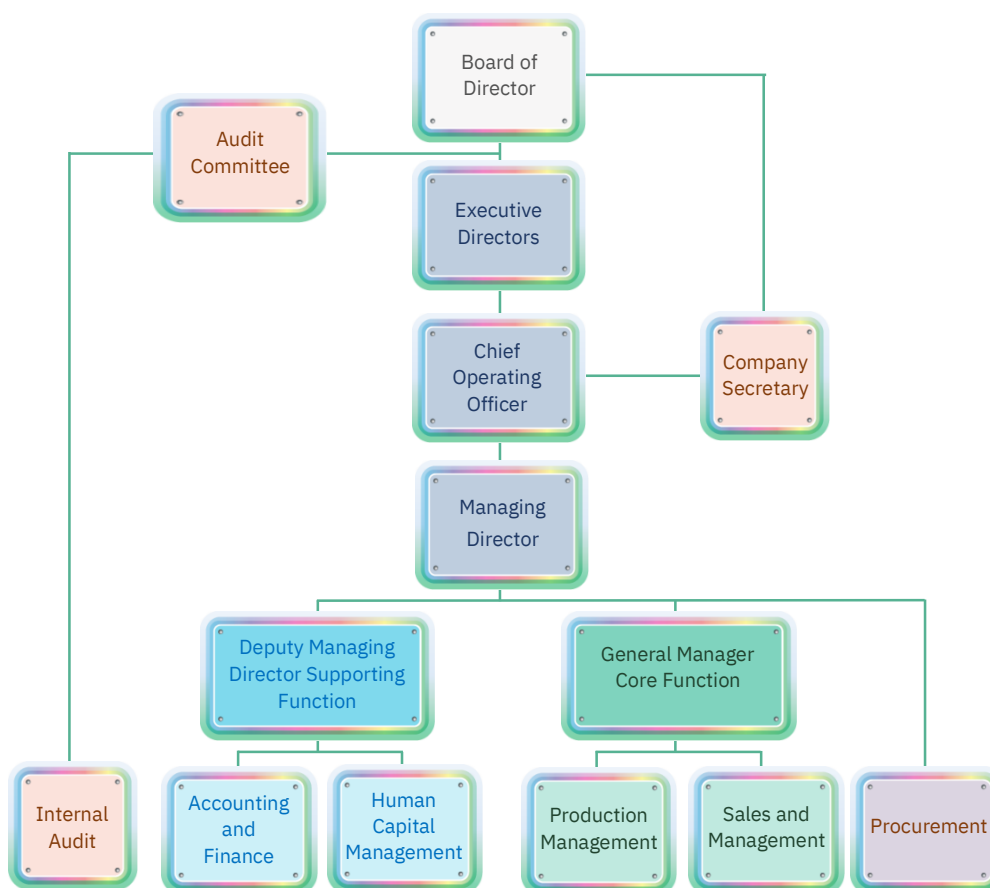 Board of
Director
Audit
Committee
Executive
Directors
Chief
Operating
Officer
Company
Secretary
Managing
Director
Deputy Managing
Director Supporting
Function
General Manager
Core Function
Internal
Audit
Accounting
and
Finance
Human
Capital
Management
Production
Management
Sales and
Management
Procurement